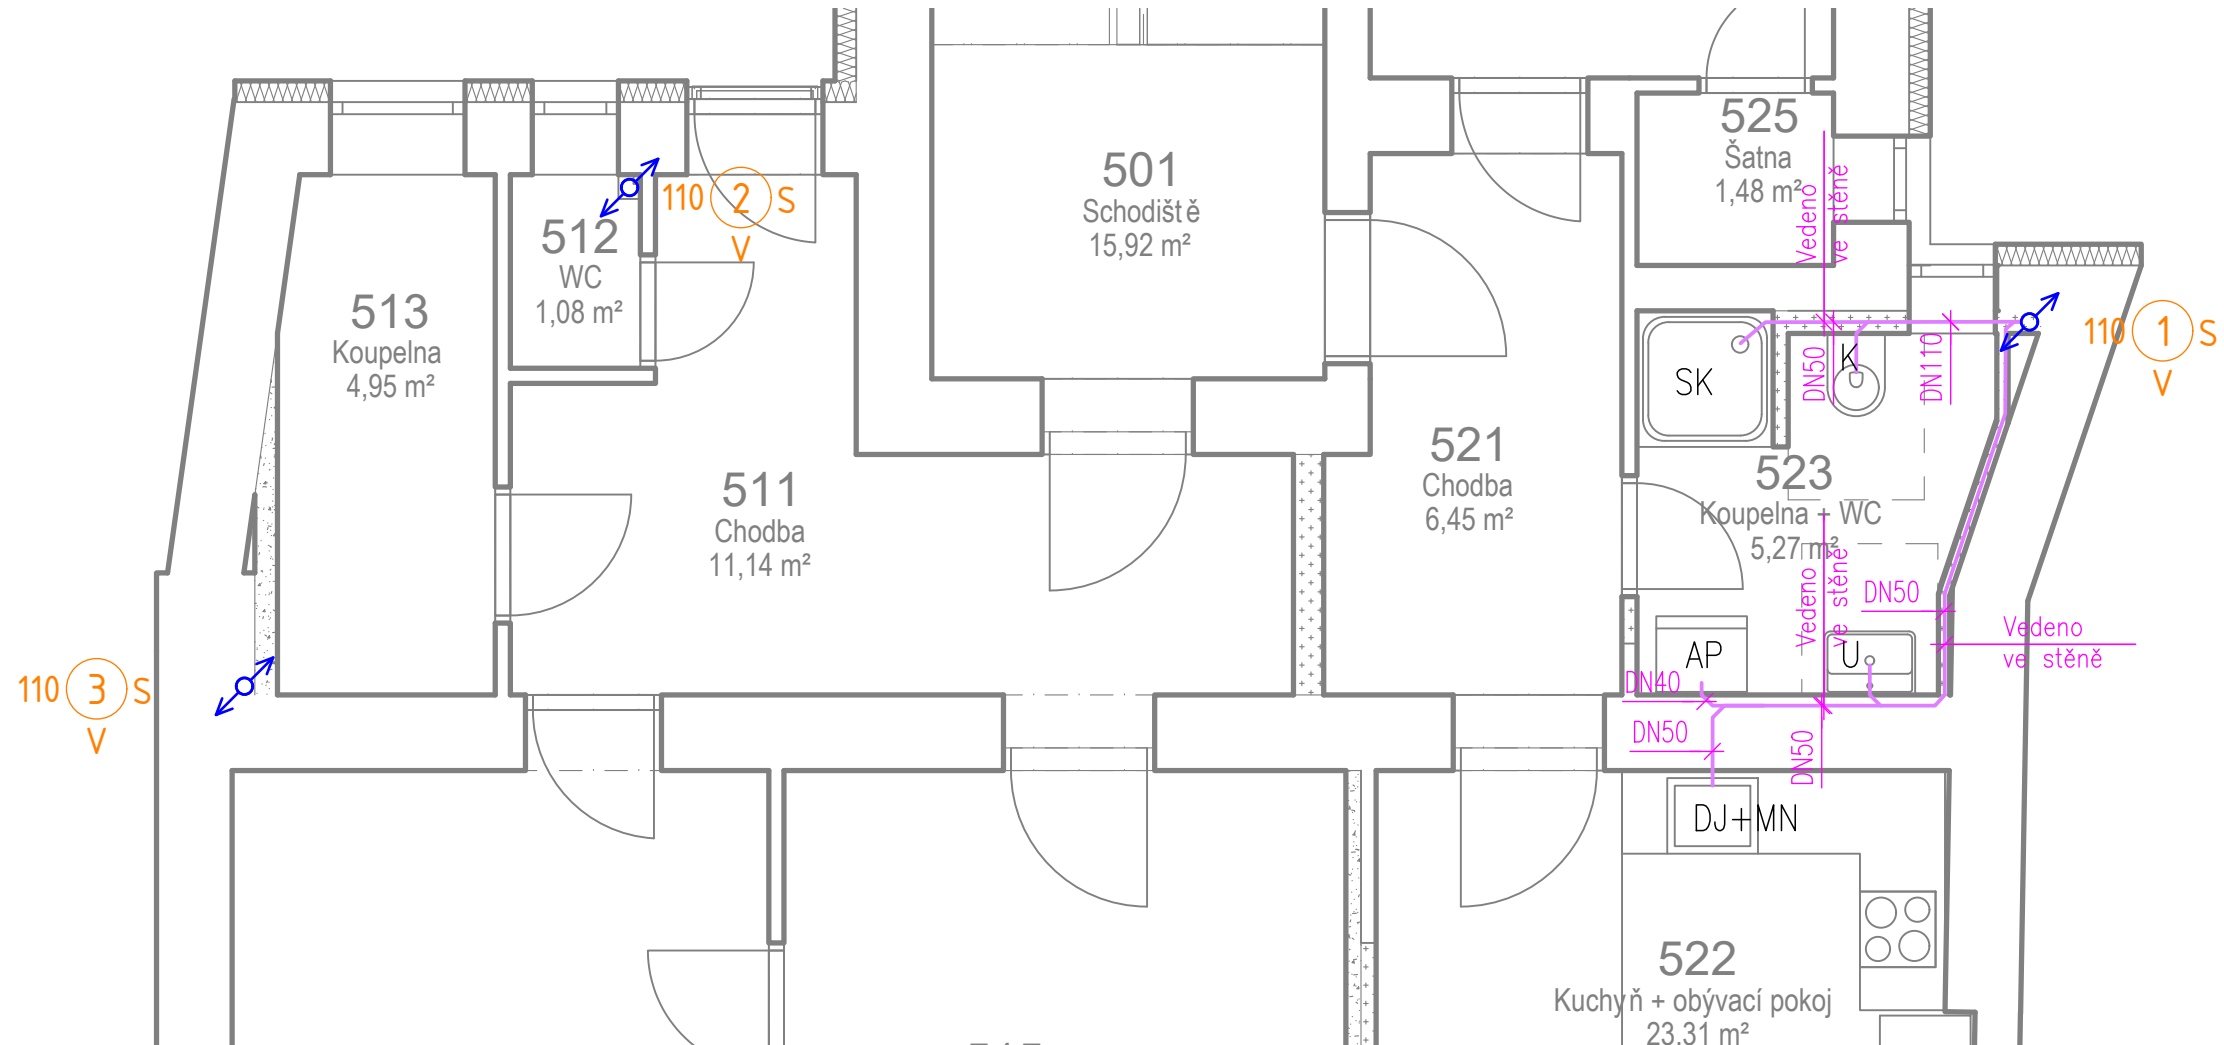 525
Šatna
1,48 m²
Vedeno
ve stěně
501
Schodiště
15,92 m²
110 2 S
V
512
WC
1,08 m²
513
Koupelna
4,95 m²
110 1 S
V
SK
DN50
K
DN110
521
Chodba
6,45 m²
523
Koupelna + WC
5,27 m²
511
Chodba
11,14 m²
Vedeno
ve stěně
DN50
Vedeno
ve stěně
AP
U
DN40
110 3 S
V
DN50
DN50
DJ+MN
522
Kuchyň + obývací pokoj
23,31 m²